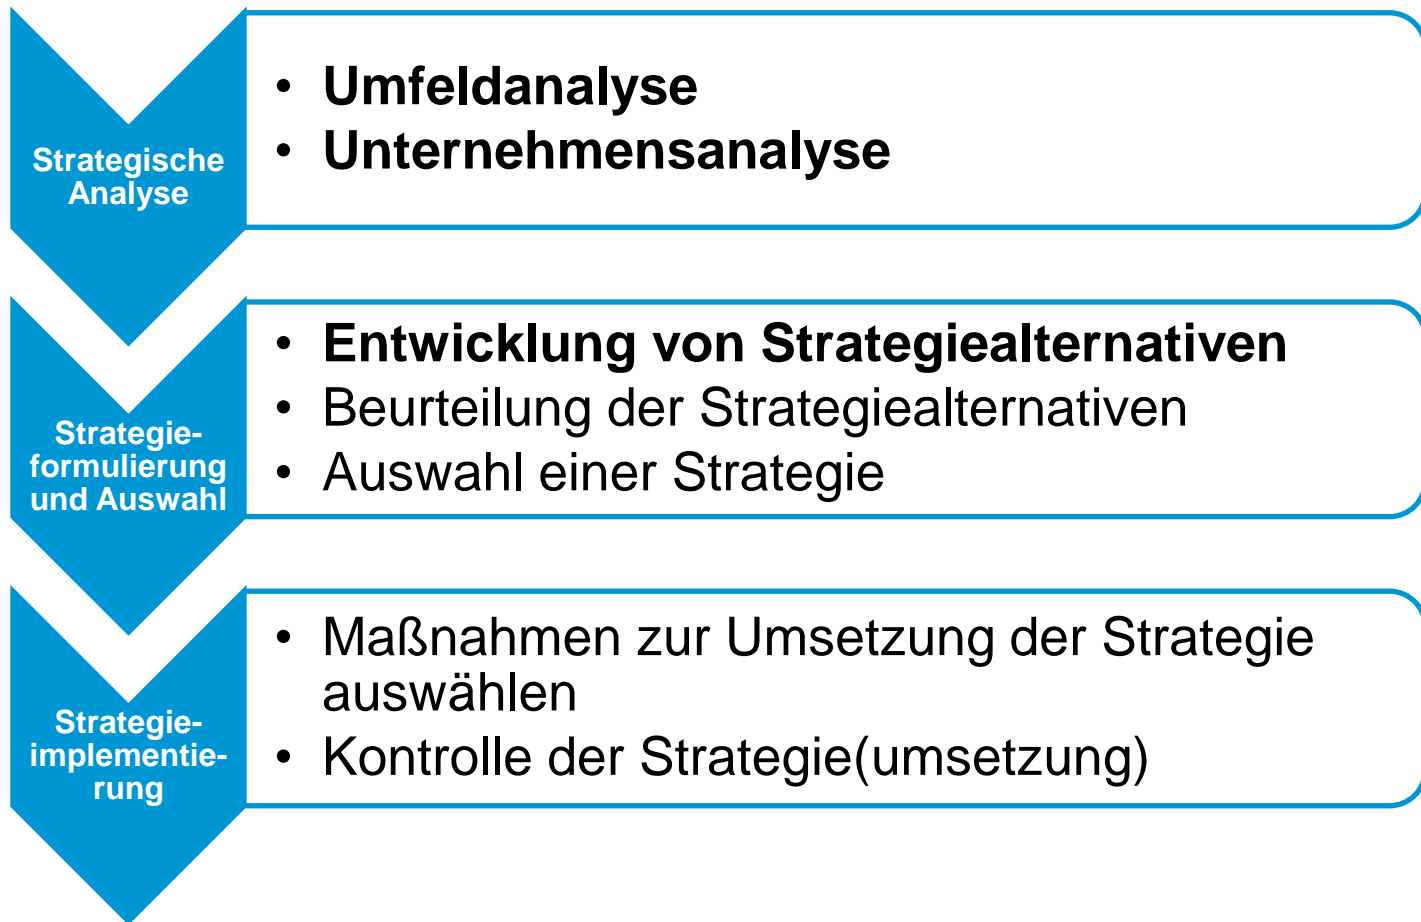 Strategische
Analyse
• Umfeldanalyse
• Unternehmensanalyse
Strategie-
formulierung
und Auswahl
• Entwicklung von Strategiealternativen
• Beurteilung der Strategiealternativen
• Auswahl einer Strategie
Strategie-
implementie-
rung
• Maßnahmen zur Umsetzung der Strategie
auswählen
• Kontrolle der Strategie(umsetzung)